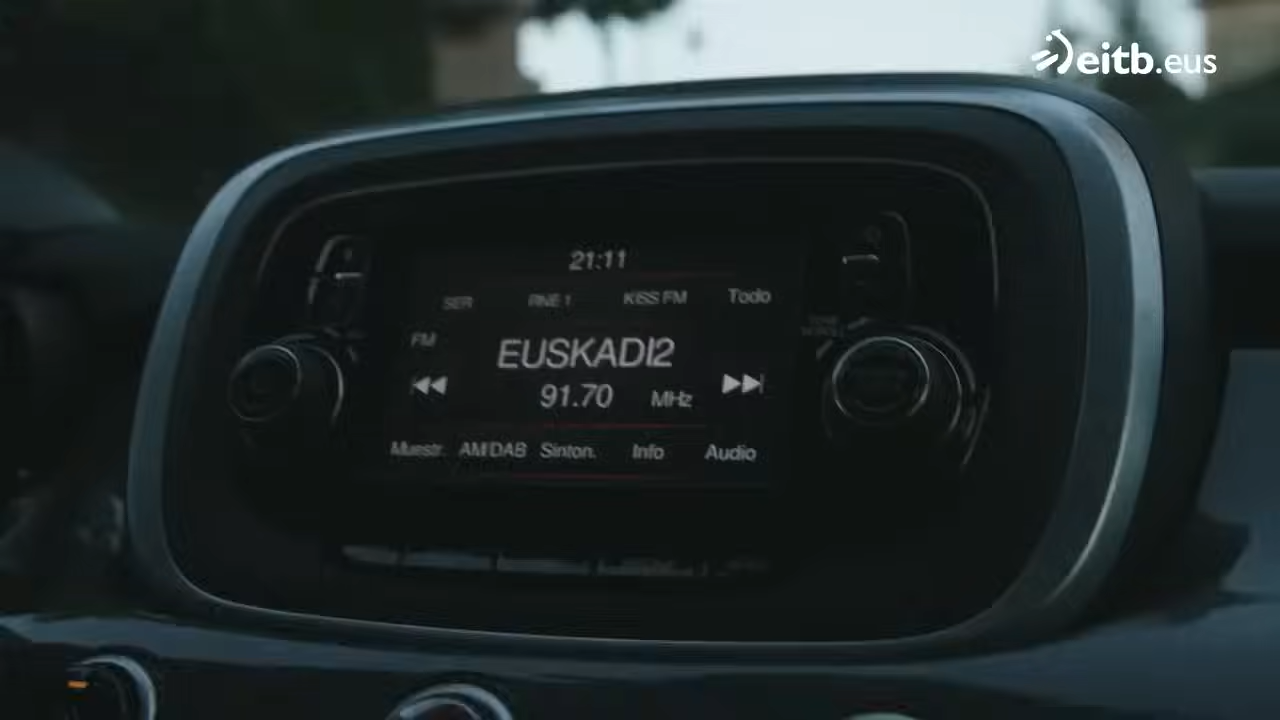 eitb.eus
21:11
SER RNE 1 KISS FM Todo
FM
EUSKADI2
91.70 MHz
Muestr. AM/DAB Sinton. Info Audio